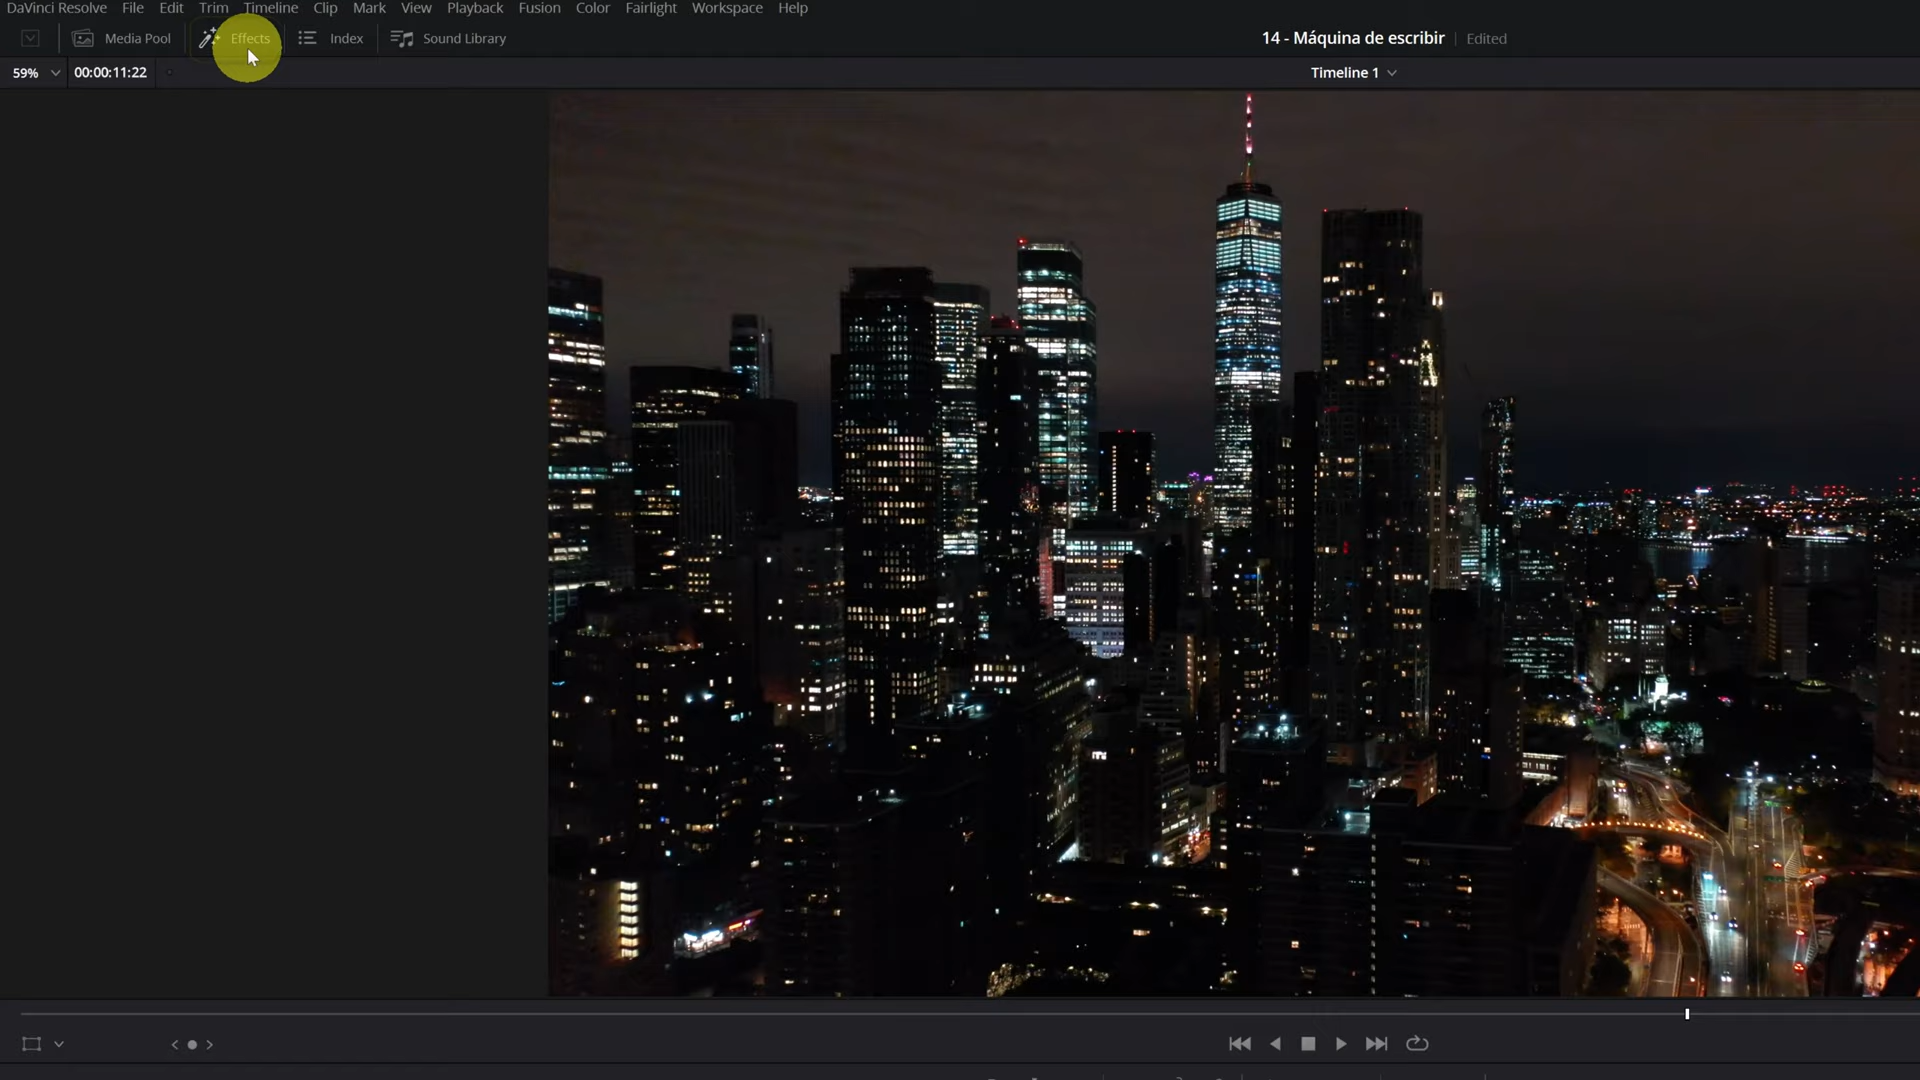 DaVinci Resolve File Edit Trim Timeline Clip Mark View Playback Fusion Color Fairlight Workspace Help
Media Pool Effects Index Sound Library 14 - Máquina de escribir Edited
59% 00:00:11:22 Timeline 1